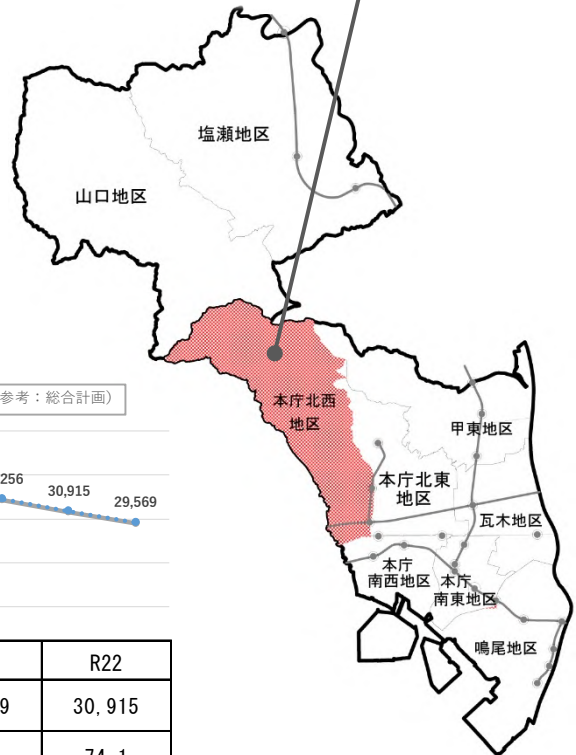 塩瀬地区
山口地区
参考：総合計画）
本庁北西
地区
甲東地区
256
30,915
29,569
本庁北東
地区
瓦木地区
本庁
南西地区
本庁
南東地区
鳴尾地区
R22
9
30,915
74.1